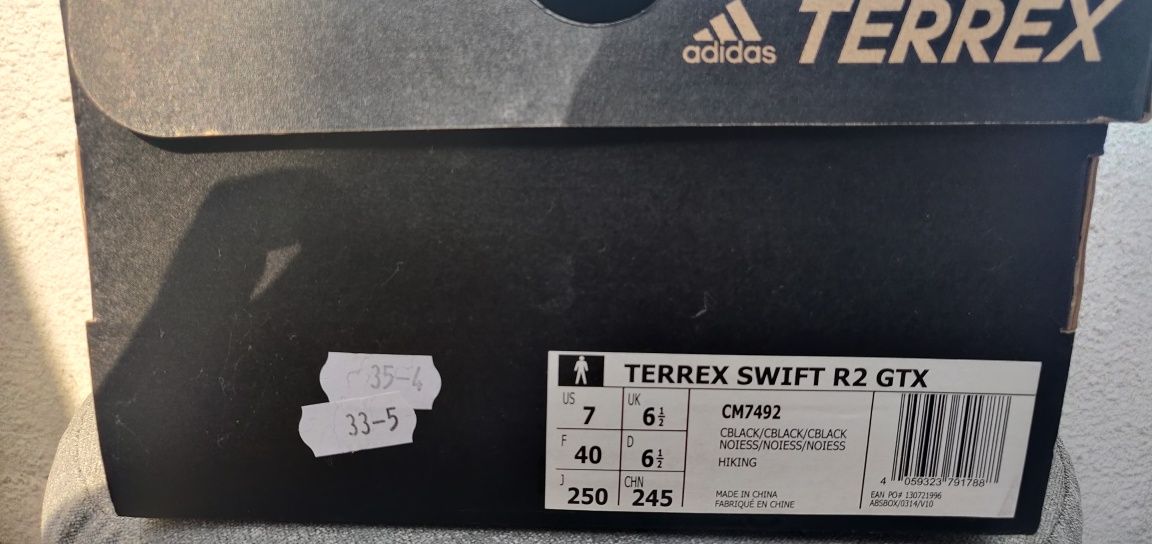 adidas TERREX
35-4
33-5
TERREX SWIFT R2 GTX
US 7
UK 6½
F 40
D 6½
J 250
CHN 245
CM7492
CBLACK/CBLACK/CBLACK
NOIESS/NOIESS/NOIESS
HIKING
MADE IN CHINA
FABRIQUÉ EN CHINE
4 059323 791788
EAN PO# 130721996
ABSBOX/0314/V10